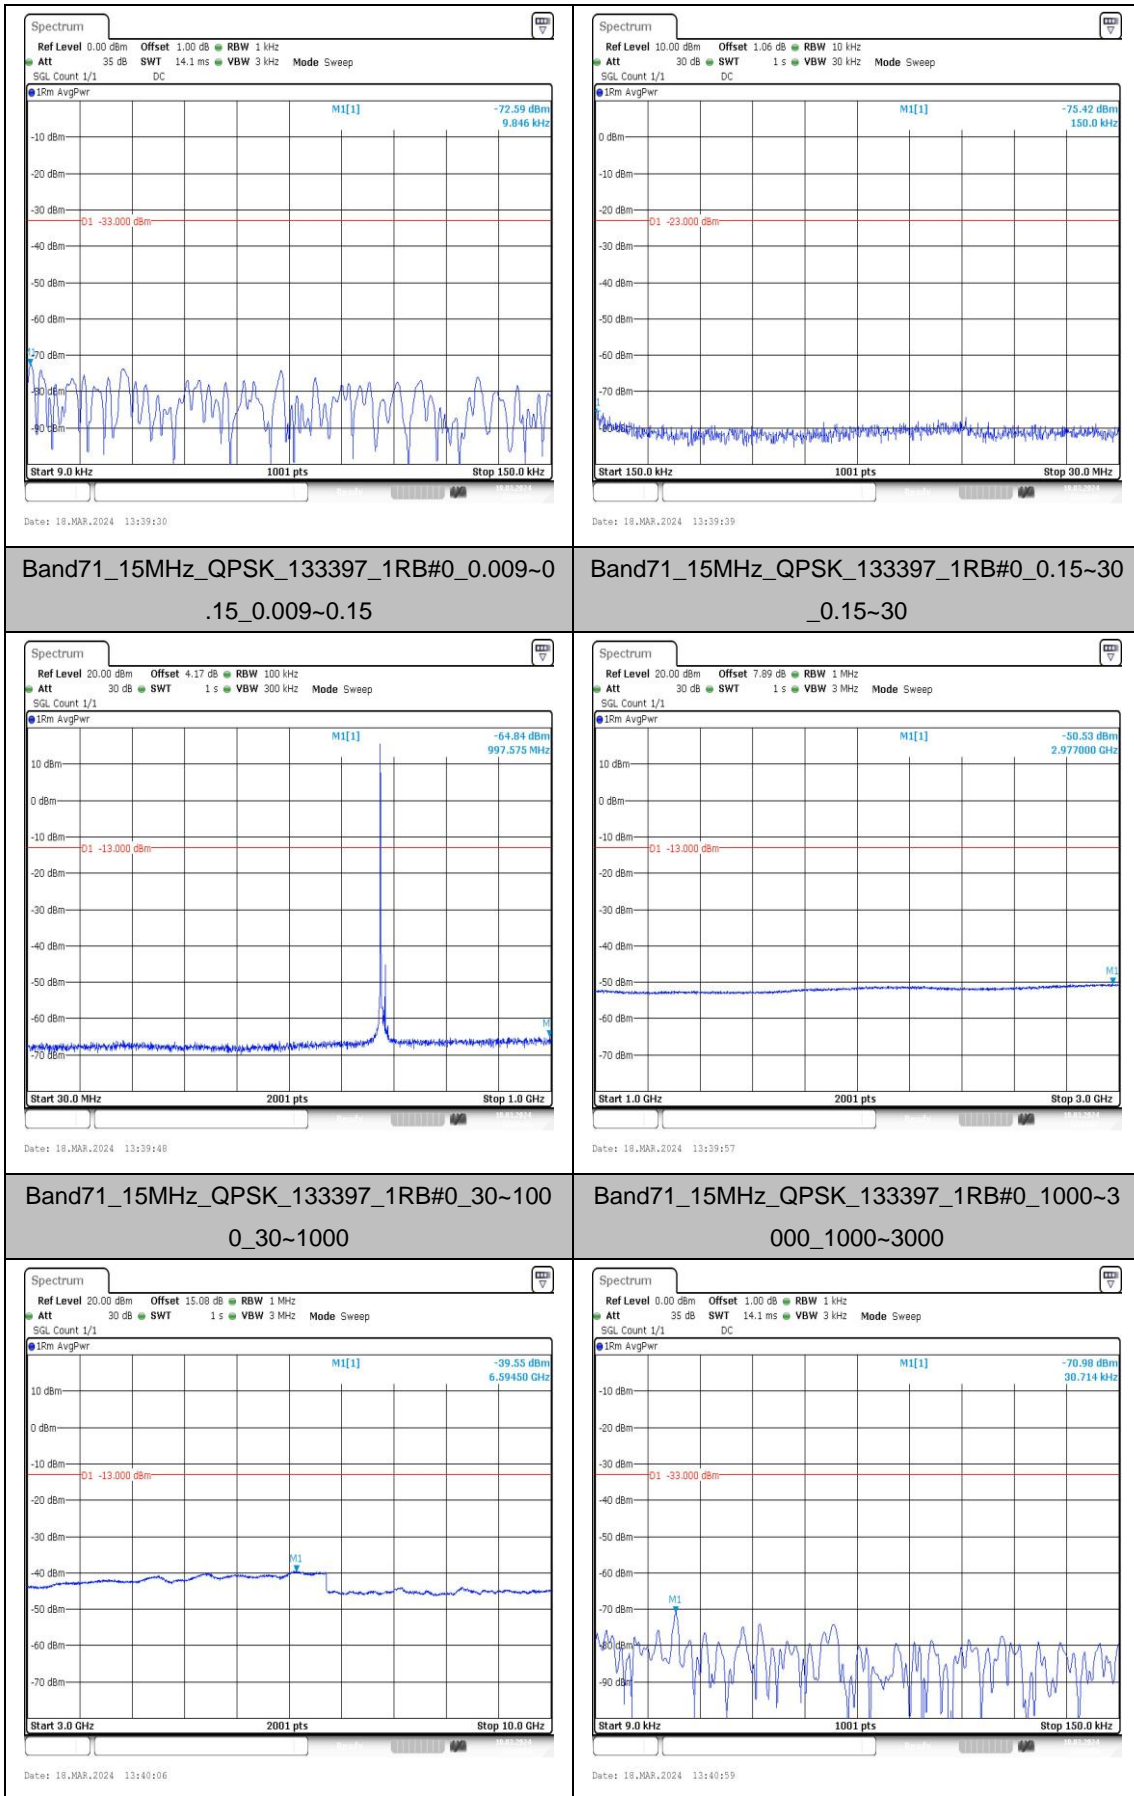 Spectrum
Ref Level 0.00 dBm Offset 1.00 dB RBW 1 kHz
Att 35 dB SWT 14.1 ms VBW 3 kHz Mode Sweep
SGL Count 1/1 DC
1Rm AvgPwr
M1[1] -72.59 dBm
9.846 kHz
-10 dBm
-20 dBm
-30 dBm
D1 -33.000 dBm
-40 dBm
-50 dBm
-60 dBm
-70 dBm
-80 dBm
-90 dBm
Start 9.0 kHz 1001 pts Stop 150.0 kHz
Date: 18.MAR.2024 13:39:30
Spectrum
Ref Level 10.00 dBm Offset 1.06 dB RBW 10 kHz
Att 30 dB SWT 1 s VBW 30 kHz Mode Sweep
SGL Count 1/1
1Rm AvgPwr
M1[1] -75.42 dBm
150.0 kHz
0 dBm
-10 dBm
-20 dBm
D1 -23.000 dBm
-30 dBm
-40 dBm
-50 dBm
-60 dBm
-70 dBm
-80 dBm
Start 150.0 kHz 1001 pts Stop 30.0 MHz
Date: 18.MAR.2024 13:39:39
Band71_15MHz_QPSK_133397_1RB#0_0.009~0
.15_0.009~0.15
Band71_15MHz_QPSK_133397_1RB#0_0.15~30
_0.15~30
Spectrum
Ref Level 20.00 dBm Offset 4.17 dB RBW 100 kHz
Att 30 dB SWT 1 s VBW 300 kHz Mode Sweep
SGL Count 1/1
1Rm AvgPwr
M1[1] -64.84 dBm
997.575 MHz
10 dBm
0 dBm
-10 dBm
D1 -13.000 dBm
-20 dBm
-30 dBm
-40 dBm
-50 dBm
-60 dBm
-70 dBm
Start 30.0 MHz 2001 pts Stop 1.0 GHz
Date: 18.MAR.2024 13:39:48
Spectrum
Ref Level 20.00 dBm Offset 7.89 dB RBW 1 MHz
Att 30 dB SWT 1 s VBW 3 MHz Mode Sweep
SGL Count 1/1
1Rm AvgPwr
M1[1] -50.53 dBm
2.977000 GHz
10 dBm
0 dBm
-10 dBm
D1 -13.000 dBm
-20 dBm
-30 dBm
-40 dBm
M1
-50 dBm
-60 dBm
-70 dBm
Start 1.0 GHz 2001 pts Stop 3.0 GHz
Date: 18.MAR.2024 13:39:57
Band71_15MHz_QPSK_133397_1RB#0_30~100
0_30~1000
Band71_15MHz_QPSK_133397_1RB#0_1000~3
000_1000~3000
Spectrum
Ref Level 20.00 dBm Offset 15.08 dB RBW 1 MHz
Att 30 dB SWT 1 s VBW 3 MHz Mode Sweep
SGL Count 1/1
1Rm AvgPwr
M1[1] -39.55 dBm
6.59450 GHz
10 dBm
0 dBm
-10 dBm
D1 -13.000 dBm
-20 dBm
-30 dBm
M1
-40 dBm
-50 dBm
-60 dBm
-70 dBm
Start 3.0 GHz 2001 pts Stop 10.0 GHz
Date: 18.MAR.2024 13:40:06
Spectrum
Ref Level 0.00 dBm Offset 1.00 dB RBW 1 kHz
Att 35 dB SWT 14.1 ms VBW 3 kHz Mode Sweep
SGL Count 1/1 DC
1Rm AvgPwr
M1[1] -70.98 dBm
30.714 kHz
-10 dBm
-20 dBm
-30 dBm
D1 -33.000 dBm
-40 dBm
-50 dBm
-60 dBm
M1
-70 dBm
-80 dBm
-90 dBm
Start 9.0 kHz 1001 pts Stop 150.0 kHz
Date: 18.MAR.2024 13:40:59